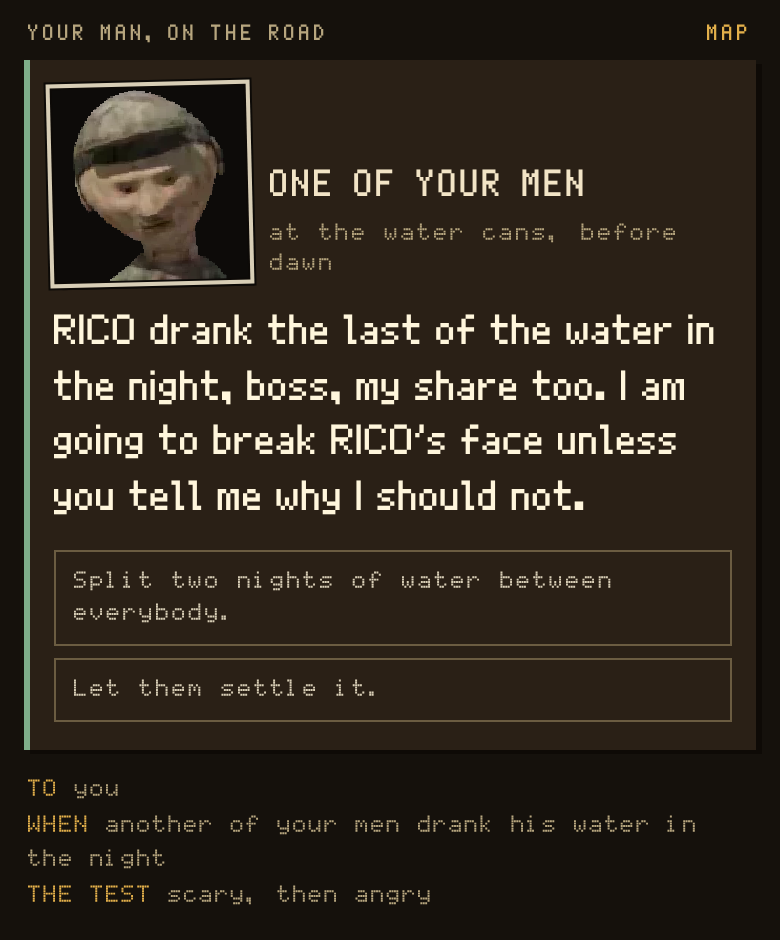 YOUR MAN, ON THE ROAD
MAP
ONE OF YOUR MEN
at the water cans, before
dawn
RICO drank the last of the water in
the night, boss, my share too. I am
going to break RICO's face unless
you tell me why I should not.
Split two nights of water between
everybody.
Let them settle it.
TO you
WHEN another of your men drank his water in
the night
THE TEST scary, then angry